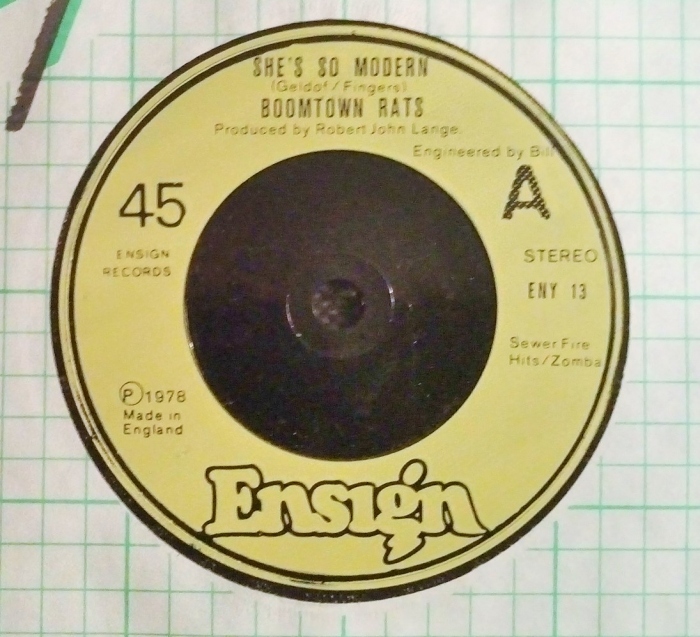 SHE'S SO MODERN
(Geldof/Fingers)
BOOMTOWN RATS
Produced by Robert John Lange
Engineered by Bill
45
A
ENSIGN
RECORDS
STEREO
ENY 13
Sewer Fire
Hits/Zomba
Ⓟ1978
Made in
England
Ensign